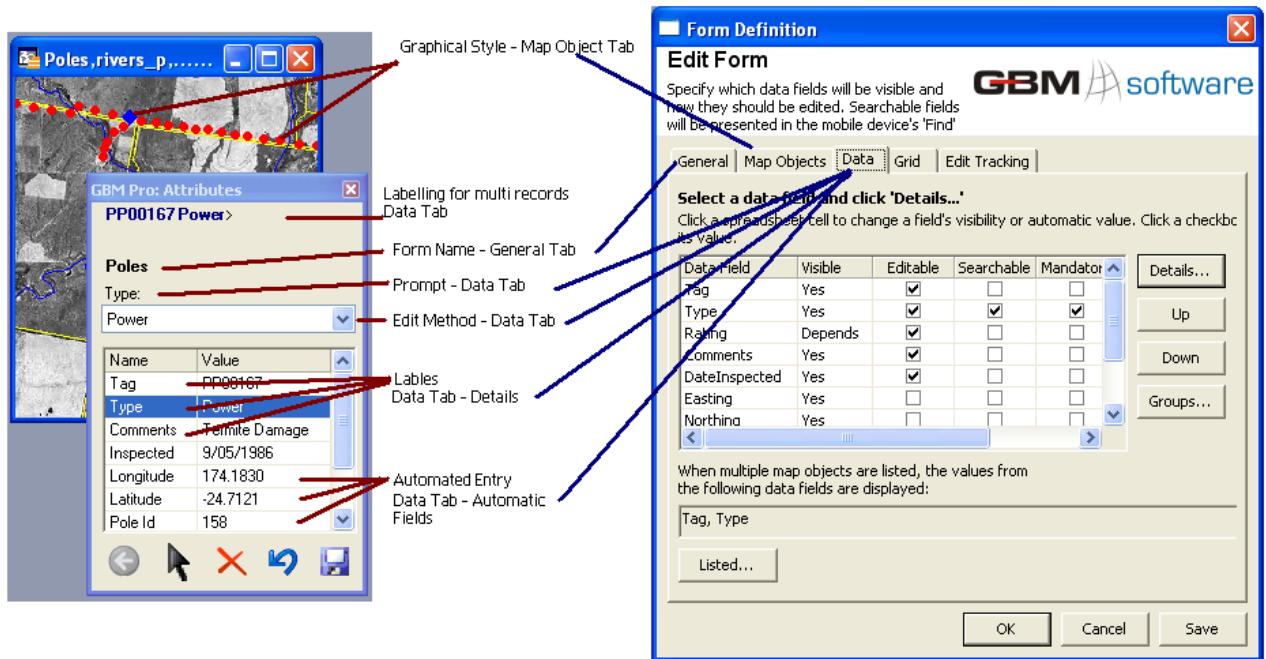 Poles,rivers_p,......
GBM Pro: Attributes
PP00167 Power>
Poles
Type:
Power
Name Value
Tag PP00167
Type Power
Comments Termite Damage
Inspected 9/05/1986
Longitude 174.1830
Latitude -24.7121
Pole Id 158
Graphical Style - Map Object Tab
Labelling for multi records
Data Tab
Form Name - General Tab
Prompt - Data Tab
Edit Method - Data Tab
Lables
Data Tab - Details
Automated Entry
Data Tab - Automatic
Fields
Form Definition
Edit Form
Specify which data fields will be visible and
how they should be edited. Searchable fields
will be presented in the mobile device's 'Find'
GBM software
General Map Objects Data Grid Edit Tracking
Select a data field and click 'Details...'
Click a spreadsheet cell to change a field's visibility or automatic value. Click a checkbc
its value.
Data Field Visible Editable Searchable Mandator
Tag Yes
Type Yes
Rating Depends
Comments Yes
DateInspected Yes
Easting Yes
Northing Yes
Details...
Up
Down
Groups...
When multiple map objects are listed, the values from
the following data fields are displayed:
Tag, Type
Listed...
OK Cancel Save